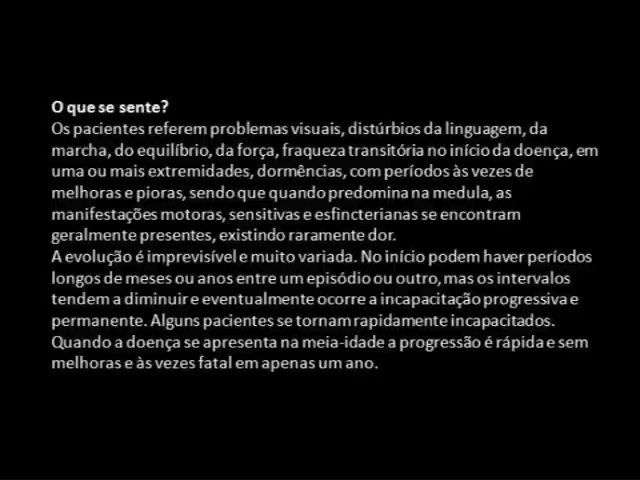 O que se sente?
Os pacientes referem problemas visuais, distúrbios da linguagem, da
marcha, do equilíbrio, da força, fraqueza transitória no início da doença, em
uma ou mais extremidades, dormências, com períodos às vezes de
melhoras e pioras, sendo que quando predomina na medula, as
manifestações motoras, sensitivas e esfincterianas se encontram
geralmente presentes, existindo raramente dor.
A evolução é imprevisível e muito variada. No início podem haver períodos
longos de meses ou anos entre um episódio ou outro, mas os intervalos
tendem a diminuir e eventualmente ocorre a incapacitação progressiva e
permanente. Alguns pacientes se tornam rapidamente incapacitados.
Quando a doença se apresenta na meia-idade a progressão é rápida e sem
melhoras e às vezes fatal em apenas um ano.